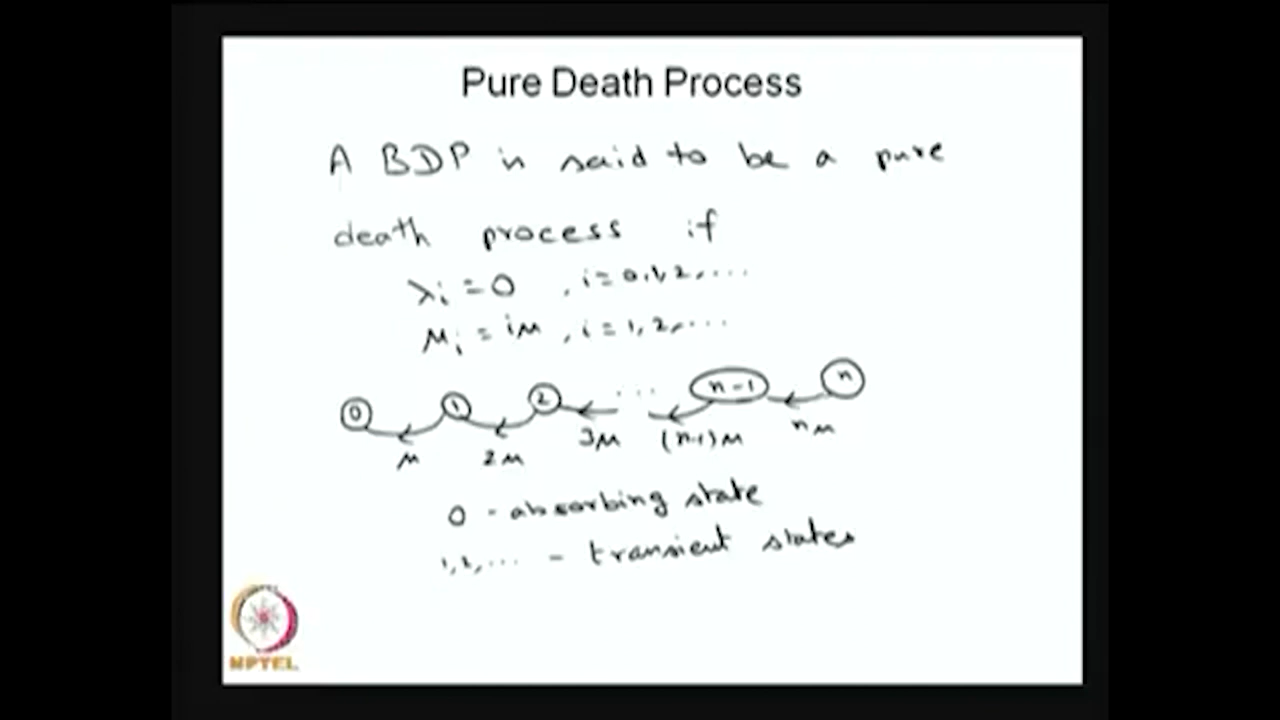 Pure Death Process
A BDP is said to be a pure
death process if
λi = 0 , i = 0,1,2,...
μi = iμ , i = 1,2,...
0 1 2 ... n-1 n
μ 2μ 3μ (n-1)μ nμ
0 - absorbing state
1,2,... - transient states
NPTEL